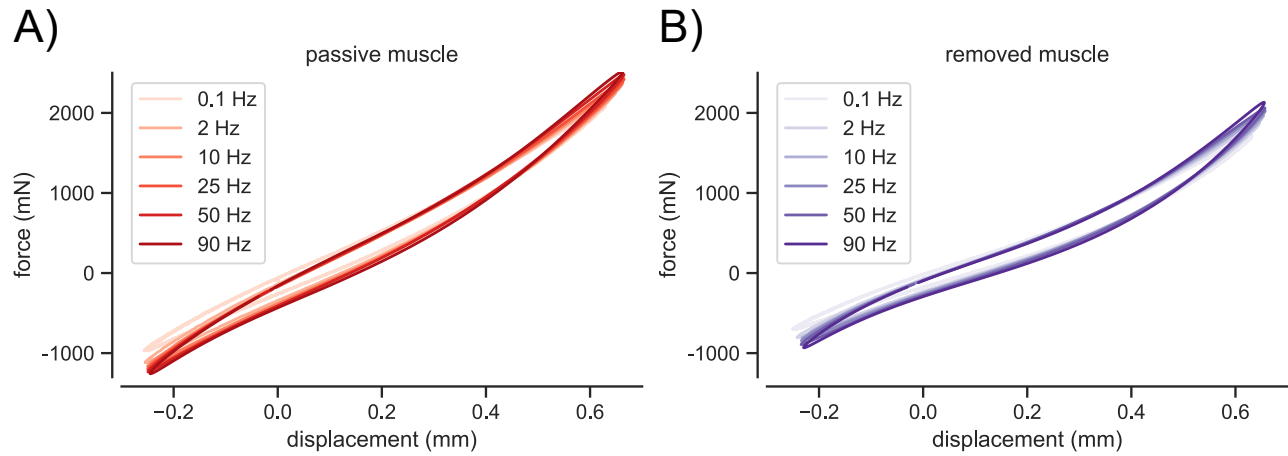 A)
passive muscle
force (mN)
2000
1000
0
-1000
0.1 Hz
2 Hz
10 Hz
25 Hz
50 Hz
90 Hz
−0.2 0.0 0.2 0.4 0.6
displacement (mm)
B)
removed muscle
force (mN)
2000
1000
0
-1000
0.1 Hz
2 Hz
10 Hz
25 Hz
50 Hz
90 Hz
−0.2 0.0 0.2 0.4 0.6
displacement (mm)